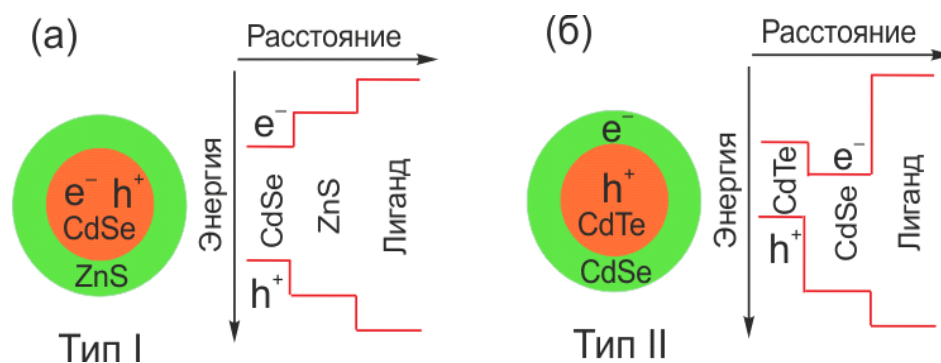 (а)
Расстояние
Энергия
e⁻
CdSe
ZnS
Лиганд
h⁺
e⁻ h⁺
CdSe
ZnS
Тип I
(б)
Расстояние
Энергия
CdTe
e⁻
CdSe
Лиганд
h⁺
e⁻
h⁺
CdTe
CdSe
Тип II